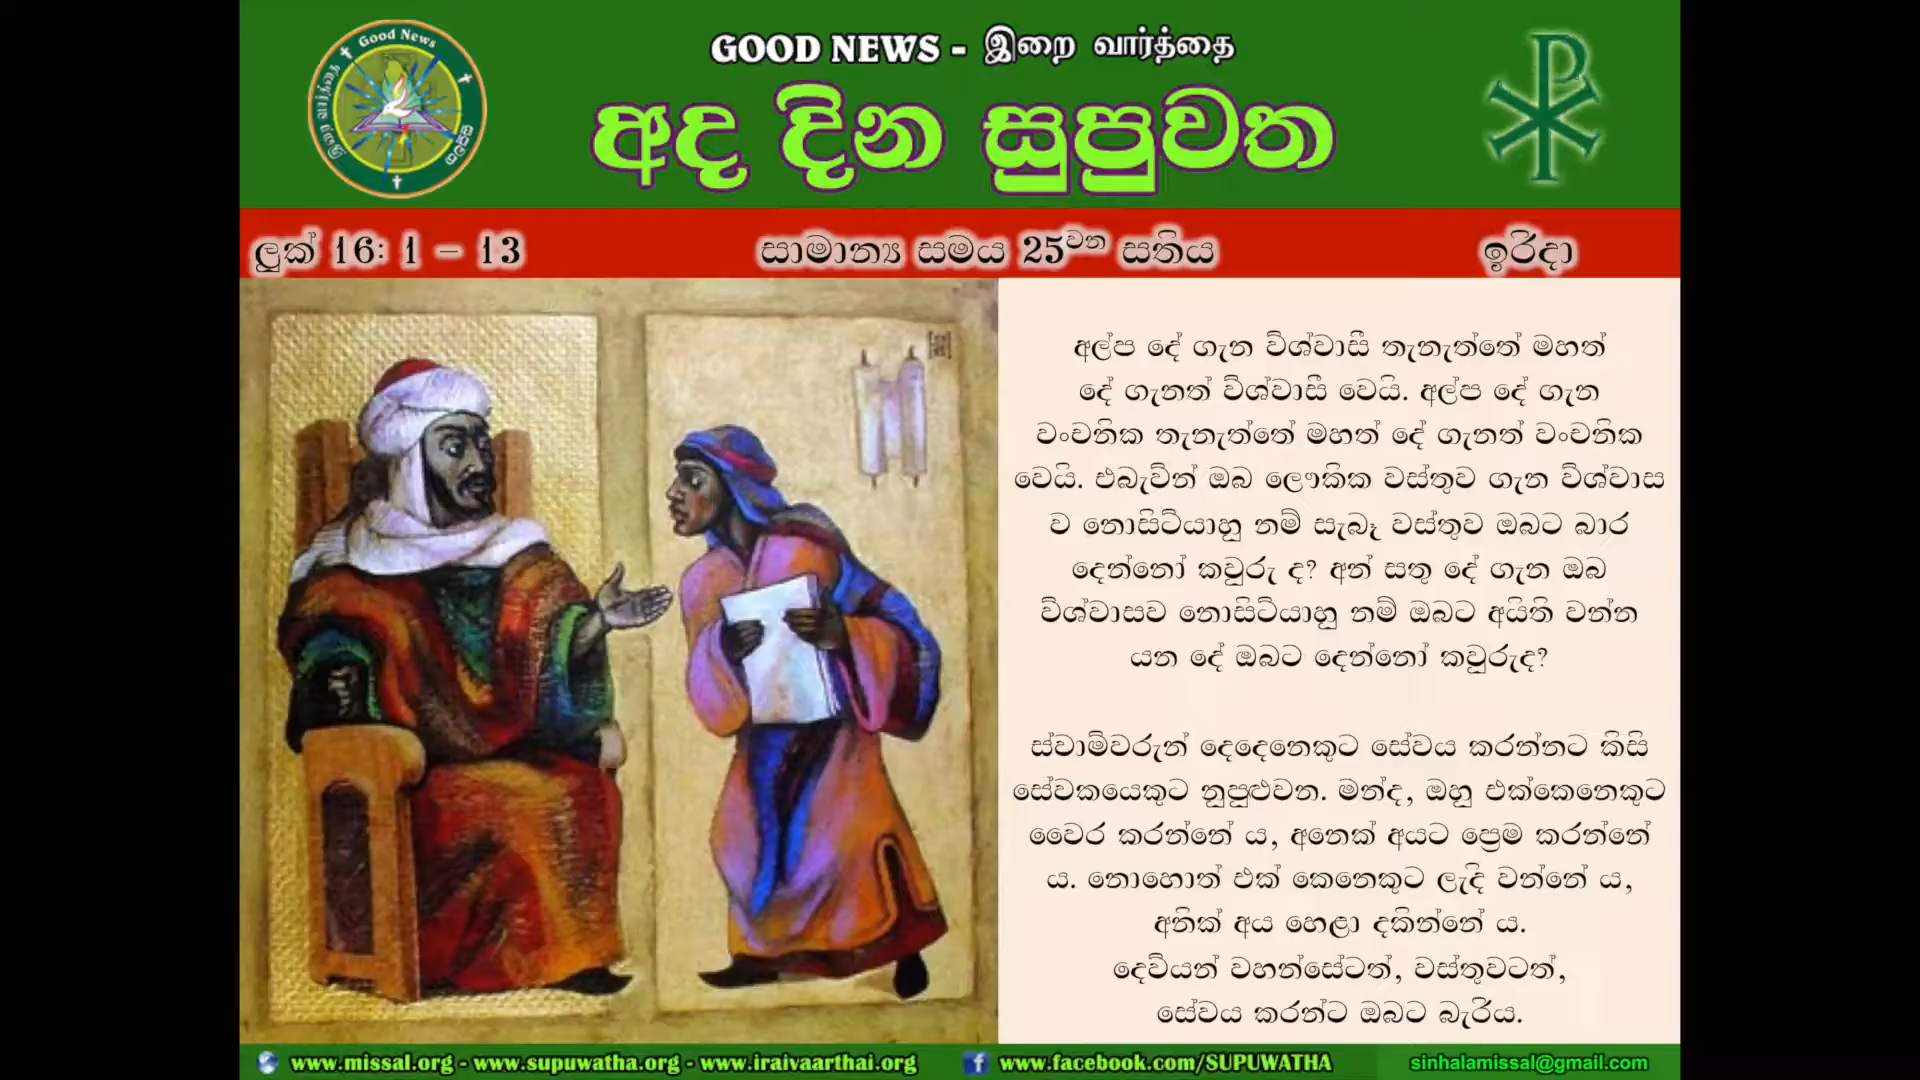 Good News
இறைவார்த்தை
සුපුවත
GOOD NEWS - இறை வார்த்தை
අද දින සුපුවත
ලූක් 16: 1 – 13
සාමාන්‍ය සමය 25වන සතිය
ඉරිදා
අල්ප දේ ගැන විශ්වාසී තැනැත්තේ මහත්
දේ ගැනත් විශ්වාසී වෙයි. අල්ප දේ ගැන
වංචනික තැනැත්තේ මහත් දේ ගැනත් වංචනික
වෙයි. එබැවින් ඔබ ලෞකික වස්තුව ගැන විශ්වාස
ව නොසිටියාහු නම් සැබෑ වස්තුව ඔබට බාර
දෙන්නෝ කවුරු ද? අන් සතු දේ ගැන ඔබ
විශ්වාසව නොසිටියාහු නම් ඔබට අයිති වන්න
යන දේ ඔබට දෙන්නෝ කවුරුද?
ස්වාමිවරුන් දෙදෙනෙකුට සේවය කරන්නට කිසි
සේවකයෙකුට නුපුළුවන. මන්ද, ඔහු එක්කෙනෙකුට
වෛර කරන්නේ ය, අනෙක් අයට ප්‍රෙම කරන්නේ
ය. නොහොත් එක් කෙනෙකුට ලැදි වන්නේ ය,
අනික් අය හෙළා දකින්නේ ය.
දෙවියන් වහන්සේටත්, වස්තුවටත්,
සේවය කරන්ට ඔබට බැරිය.
www.missal.org - www.supuwatha.org - www.iraivaarthai.org
www.facebook.com/SUPUWATHA
sinhalamissal@gmail.com